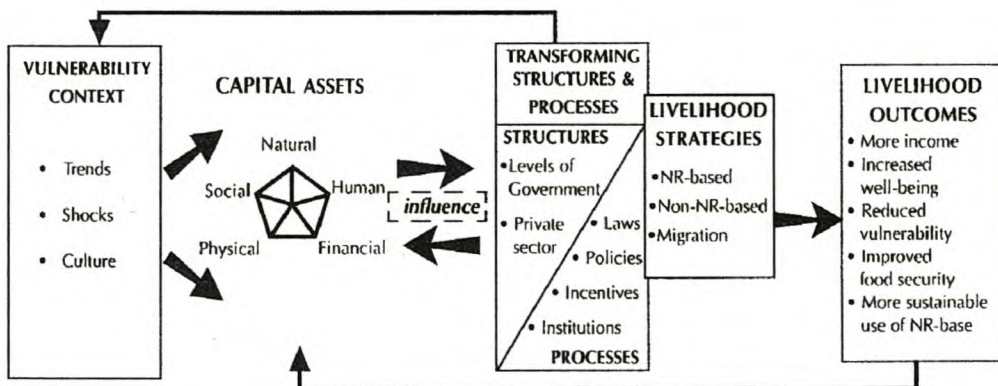 VULNERABILITY
CONTEXT
• Trends
• Shocks
• Culture
CAPITAL ASSETS
Natural
Social
Human
Physical
Financial
influence
TRANSFORMING
STRUCTURES &
PROCESSES
STRUCTURES
•Levels of
Government
• Private
sector
• Laws
• Policies
• Incentives
• Institutions
PROCESSES
LIVELIHOOD
STRATEGIES
•NR-based
•Non-NR-based
•Migration
LIVELIHOOD
OUTCOMES
• More income
• Increased
well-being
• Reduced
vulnerability
• Improved
food security
• More sustainable
use of NR-base